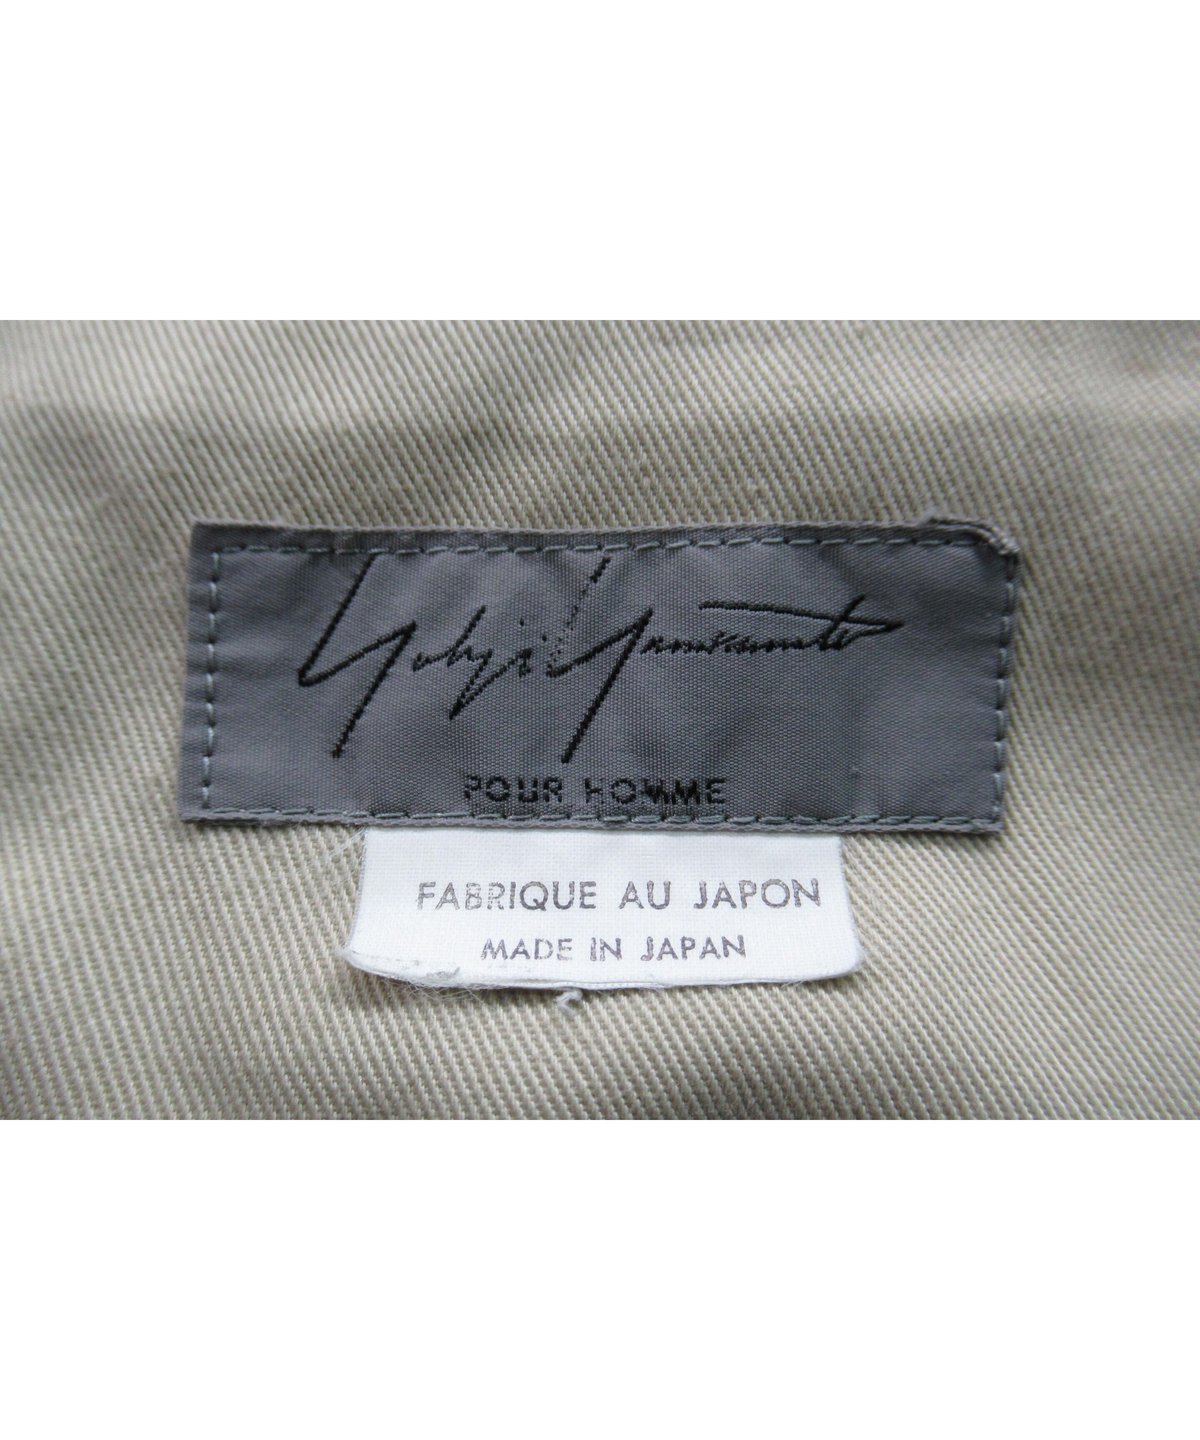 Yohji Yamamoto
POUR HOMME
FABRIQUE AU JAPON
MADE IN JAPAN